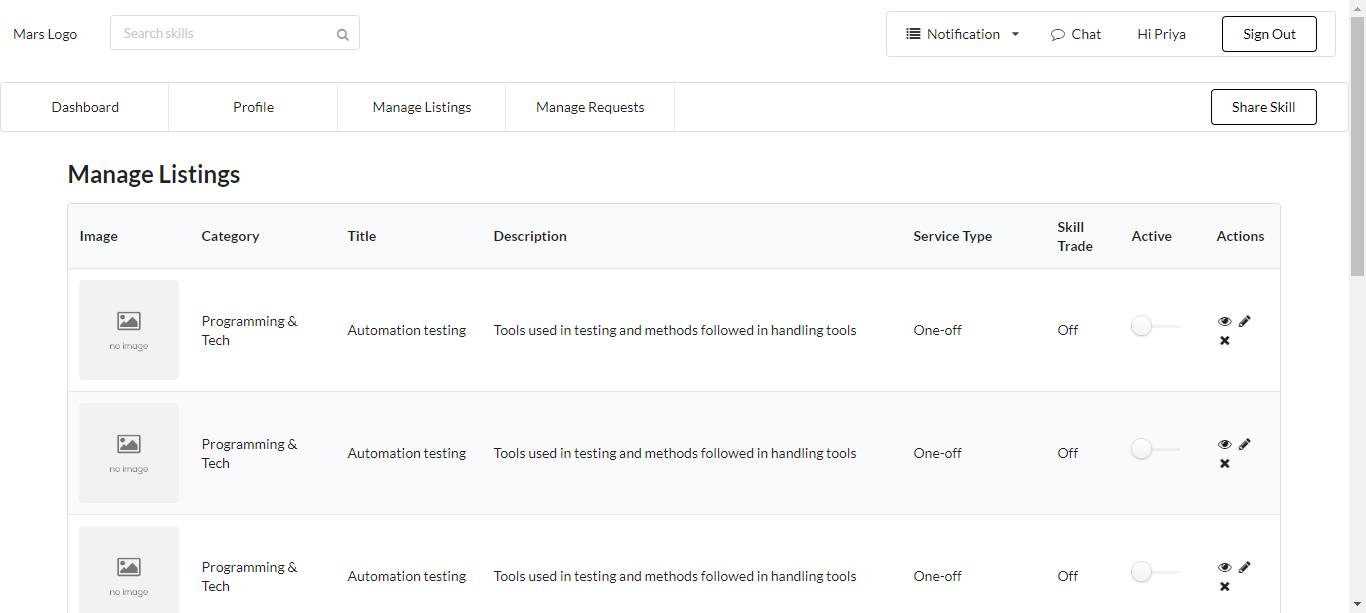 Mars Logo
Search skills
Notification
Chat
Hi Priya
Sign Out
Dashboard
Profile
Manage Listings
Manage Requests
Share Skill
Manage Listings
Image
Category
Title
Description
Service Type
Skill
Trade
Active
Actions
no image
Programming &
Tech
Automation testing
Tools used in testing and methods followed in handling tools
One-off
Off
no image
Programming &
Tech
Automation testing
Tools used in testing and methods followed in handling tools
One-off
Off
no image
Programming &
Tech
Automation testing
Tools used in testing and methods followed in handling tools
One-off
Off